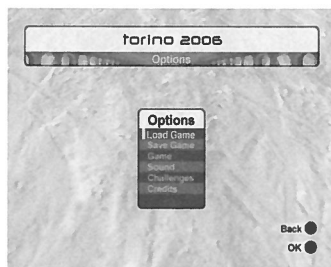 torino 2006
Options
Options
Load Game
Save Game
Game
Sound
Challenges
Credits
Back
OK